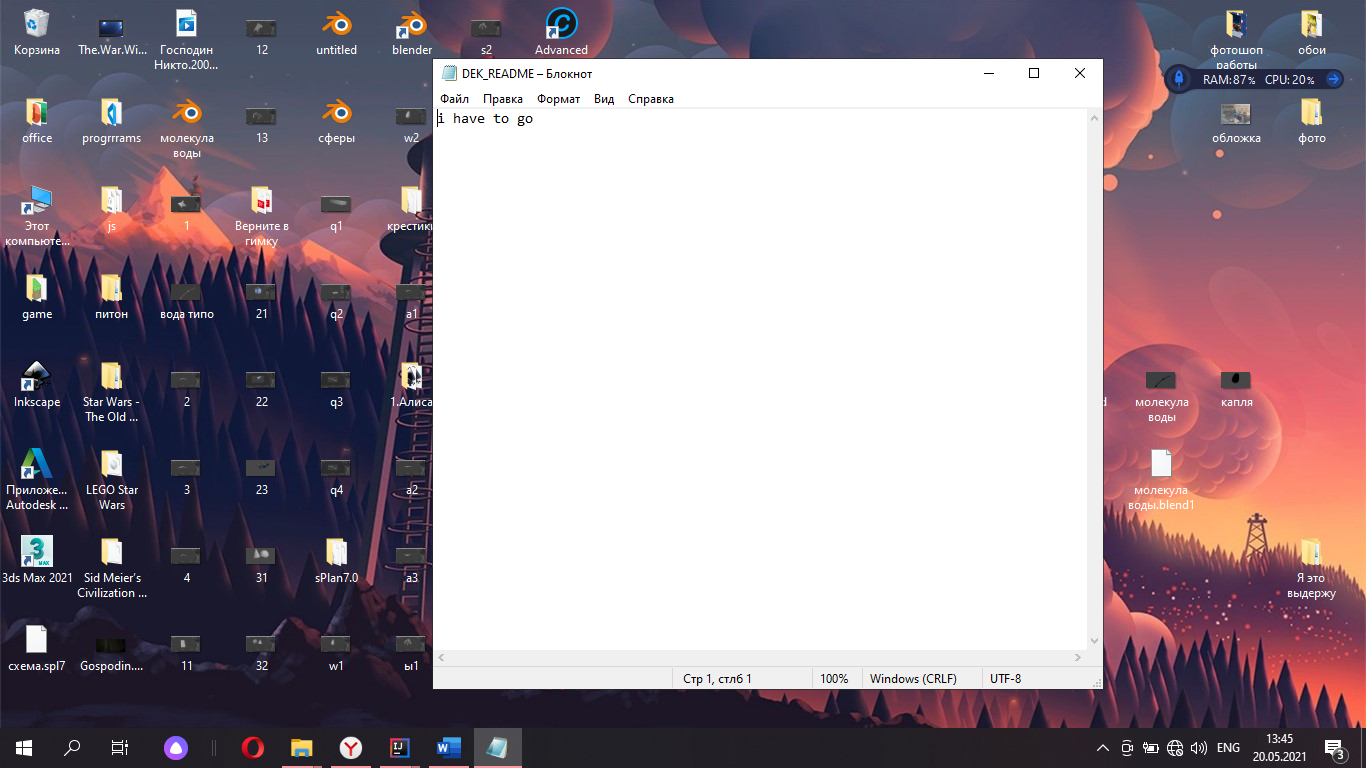 Корзина
The.War.Wi...
Господин
Никто.200...
12
untitled
blender
s2
Advanced
фотошоп
работы
обои
DEK_README – Блокнот
Файл Правка Формат Вид Справка
i have to go
RAM: 87% CPU: 20%
office
progrrrams
молекула
воды
13
сферы
w2
обложка
фото
Этот
компьюте...
js
1
Верните в
гимку
q1
крестики
game
питон
вода типо
21
q2
a1
Inkscape
Star Wars -
The Old ...
2
22
q3
1.Алиса
молекула
воды
капля
Приложе...
Autodesk ...
LEGO Star
Wars
3
23
q4
a2
молекула
воды.blend1
3ds Max 2021
Sid Meier's
Civilization ...
4
31
sPlan7.0
a3
Я это
выдержу
схема.spl7
Gospodin....
11
32
w1
ы1
Стр 1, стлб 1
100%
Windows (CRLF)
UTF-8
ENG
13:45
20.05.2021
3